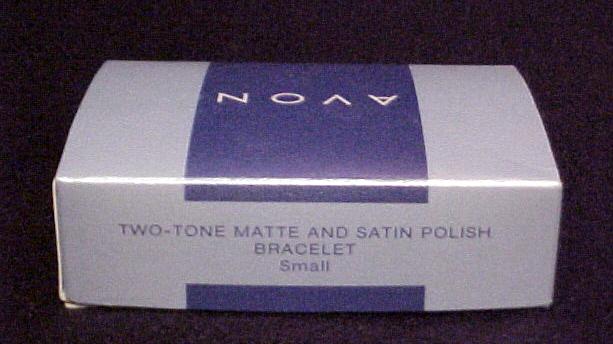 AVON
TWO-TONE MATTE AND SATIN POLISH
BRACELET
Small